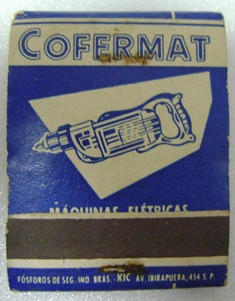 COFERMAT
MÁQUINAS ELÉTRICAS
FÓSFOROS DE SEG. IND. BRAS. - KIC AV. IBIRAPUERA, 454 S. P.